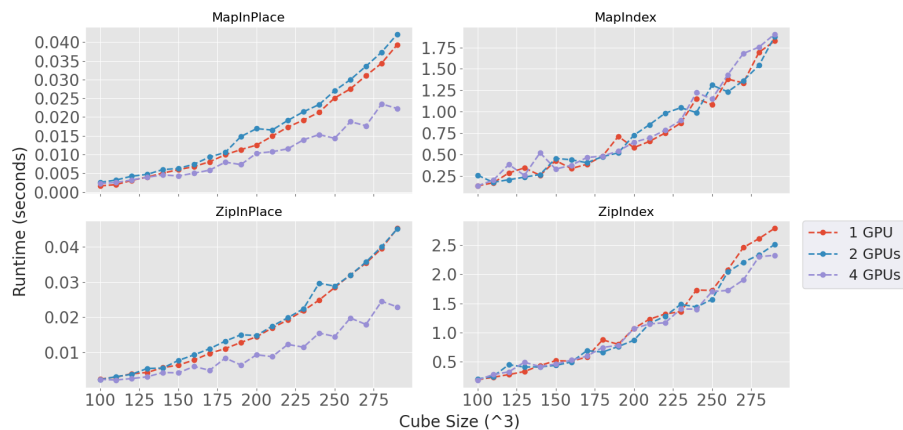 MapInPlace
MapIndex
0.040
0.035
0.030
0.025
0.020
0.015
0.010
0.005
0.000
1.75
1.50
1.25
1.00
0.75
0.50
0.25
Runtime (seconds)
ZipInPlace
ZipIndex
0.04
0.03
0.02
0.01
2.5
2.0
1.5
1.0
0.5
1 GPU
2 GPUs
4 GPUs
100 125 150 175 200 225 250 275
100 125 150 175 200 225 250 275
Cube Size (^3)